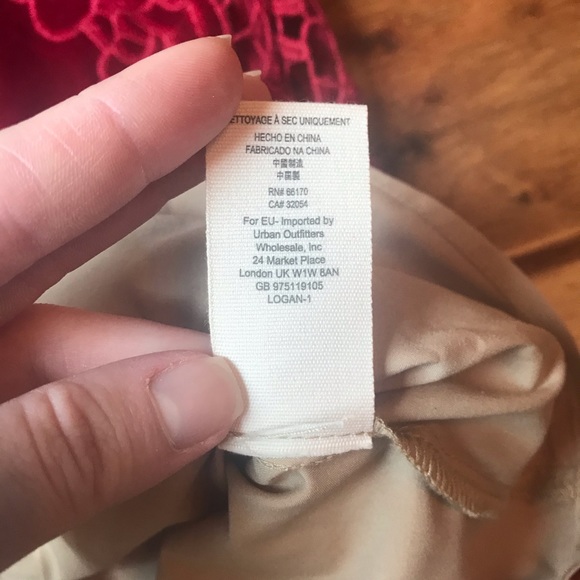 ETTOYAGE À SEC UNIQUEMENT
HECHO EN CHINA
FABRICADO NA CHINA
中國制造
中国製
RN# 66170
CA# 32054
For EU- Imported by
Urban Outfitters
Wholesale, Inc
24 Market Place
London UK W1W 8AN
GB 975119105
LOGAN-1